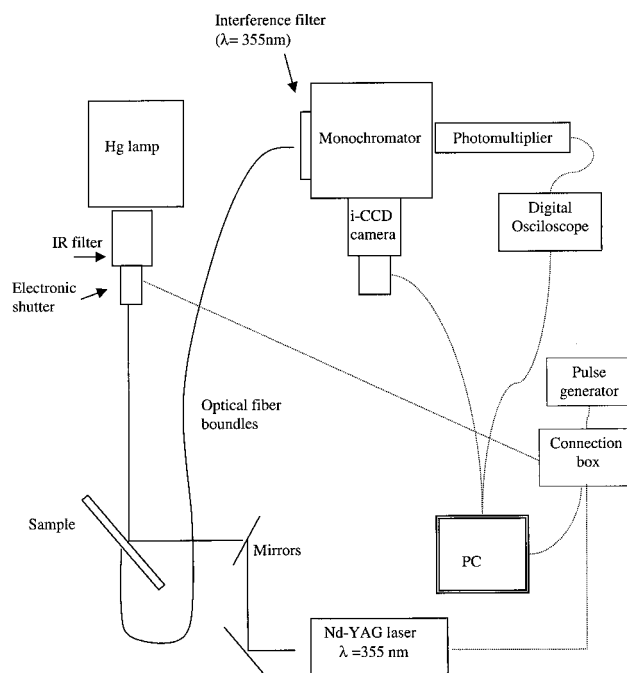 Interference filter
(λ= 355nm)
Hg lamp
Monochromator
Photomultiplier
i-CCD
camera
Digital
Osciloscope
IR filter
Electronic
shutter
Pulse
generator
Optical fiber
boundles
Connection
box
Sample
Mirrors
PC
Nd-YAG laser
λ =355 nm